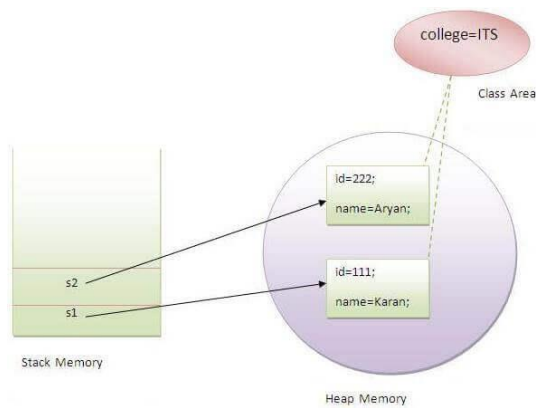 college=ITS
Class Area
id=222;
name=Aryan;
id=111;
name=Karan;
s2
s1
Stack Memory
Heap Memory